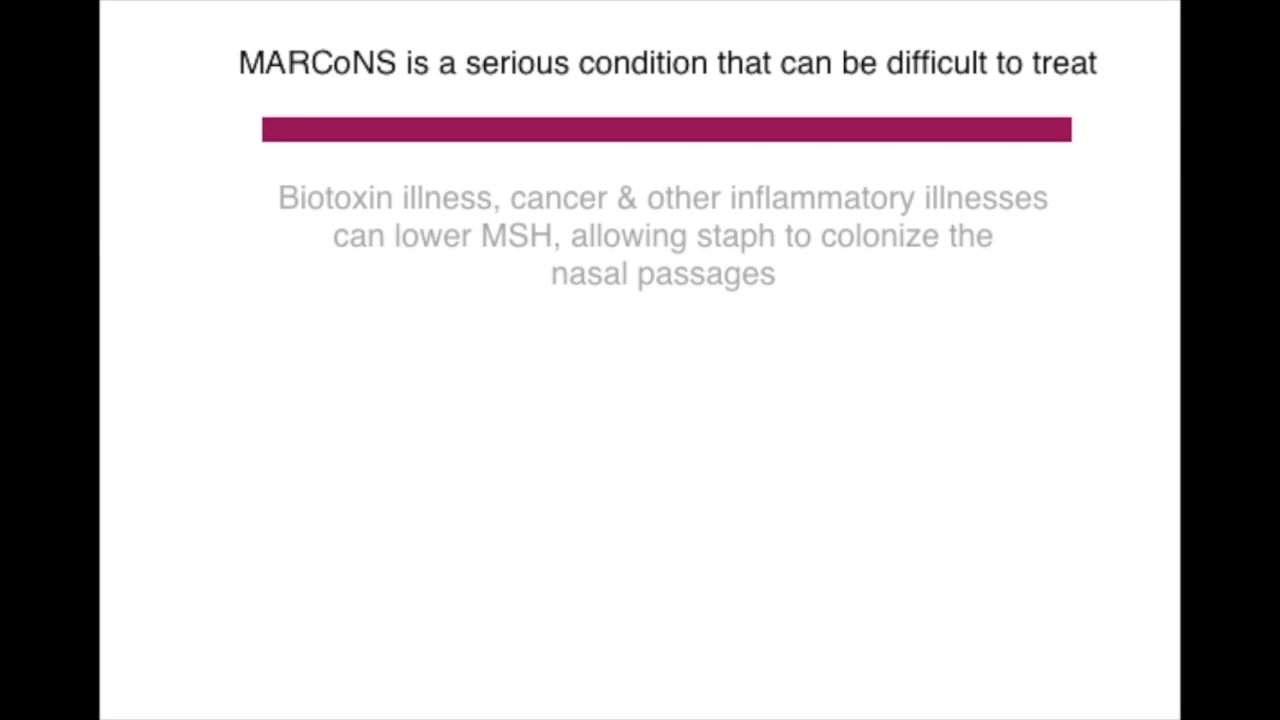 MARCoNS is a serious condition that can be difficult to treat
Biotoxin illness, cancer & other inflammatory illnesses
can lower MSH, allowing staph to colonize the
nasal passages